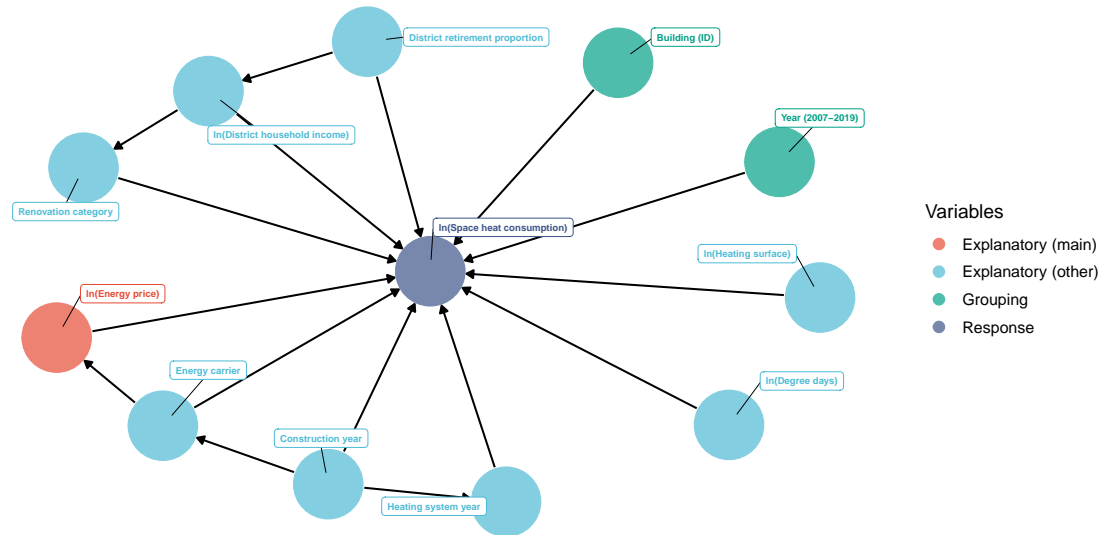 District retirement proportion
Building (ID)
Year (2007–2019)
ln(District household income)
Renovation category
ln(Space heat consumption)
ln(Heating surface)
ln(Energy price)
Energy carrier
ln(Degree days)
Construction year
Heating system year
Variables
Explanatory (main)
Explanatory (other)
Grouping
Response